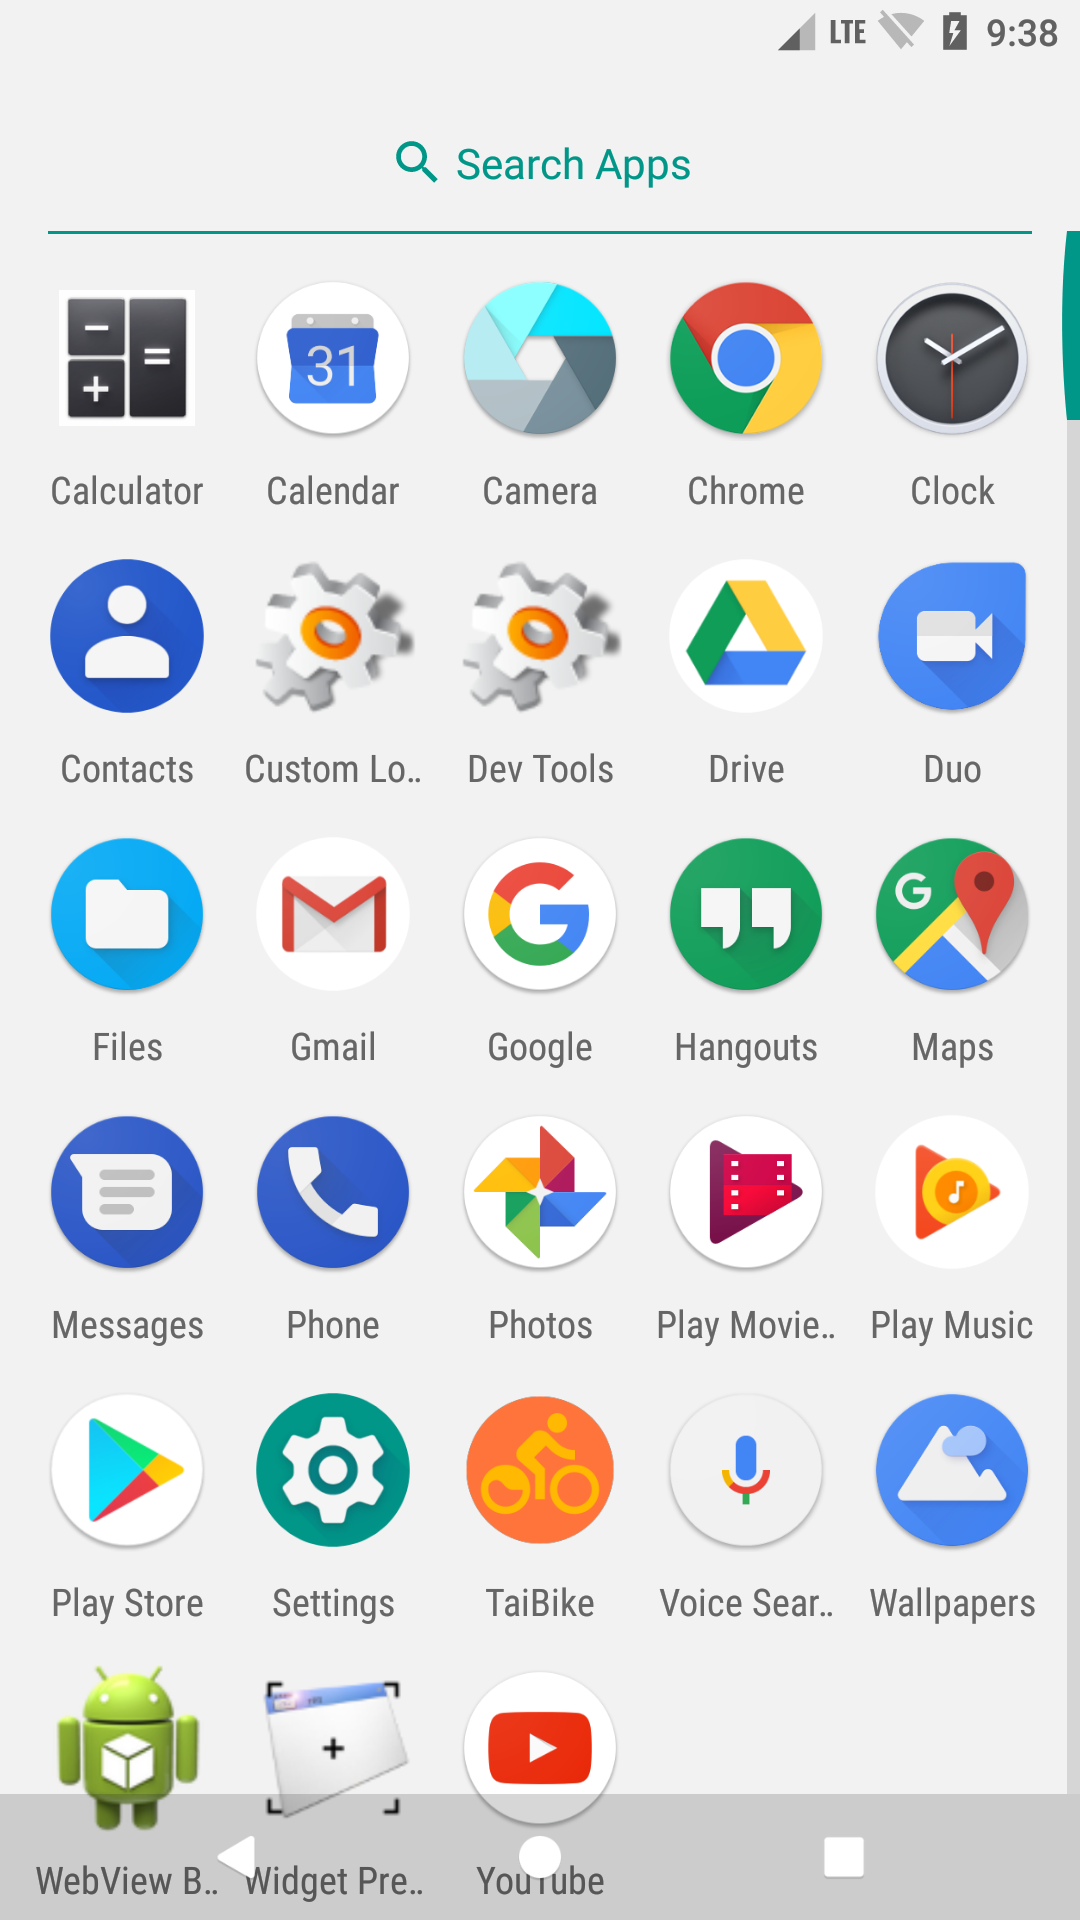 LTE 9:38
Search Apps
31
Calculator Calendar Camera Chrome Clock
Contacts Custom Lo.. Dev Tools Drive Duo
G
Files Gmail Google Hangouts Maps
Messages Phone Photos Play Movie.. Play Music
Play Store Settings TaiBike Voice Sear.. Wallpapers
WebView B.. Widget Pre.. YouTube